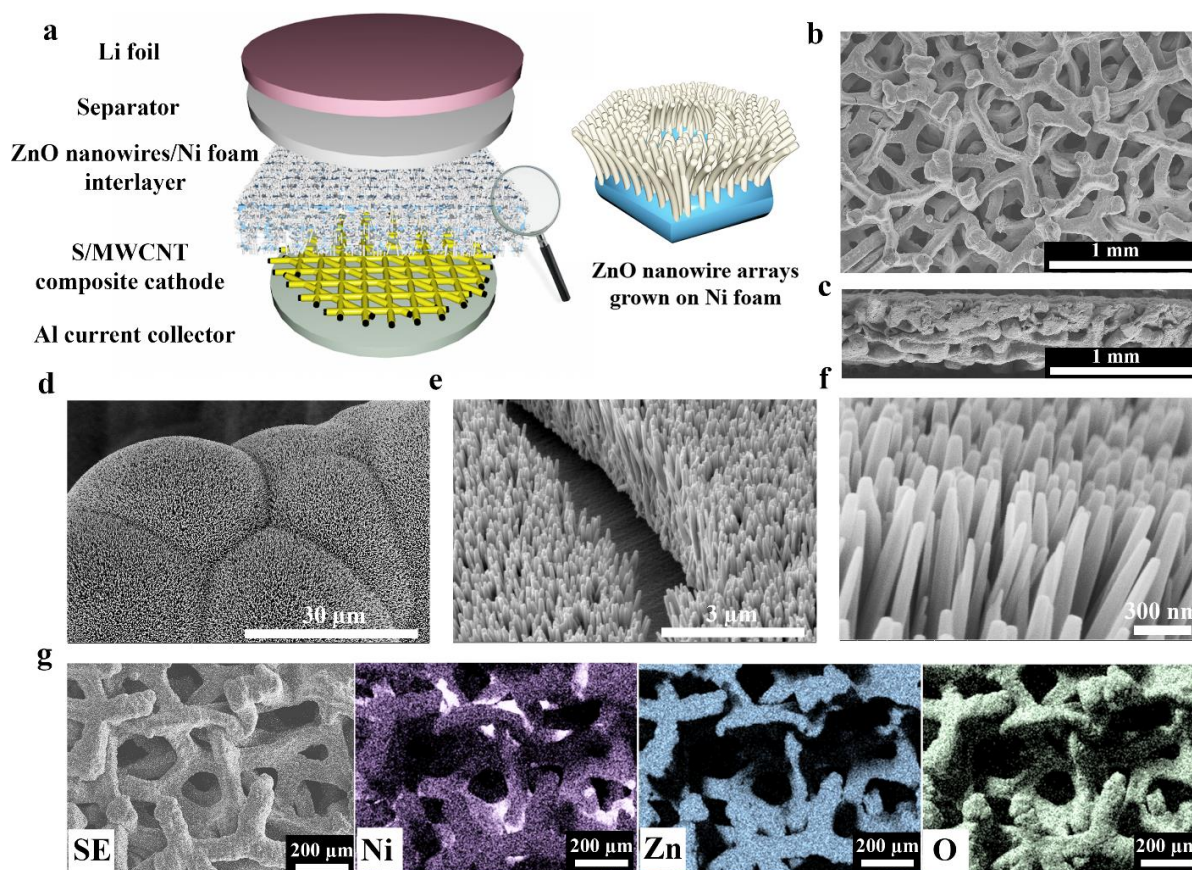 a
Li foil
Separator
ZnO nanowires/Ni foam
interlayer
S/MWCNT
composite cathode
Al current collector
ZnO nanowire arrays
grown on Ni foam
b
1 mm
c
1 mm
d
30 µm
e
3 µm
f
300 nm
g
SE
200 µm
Ni
200 µm
Zn
200 µm
O
200 µm